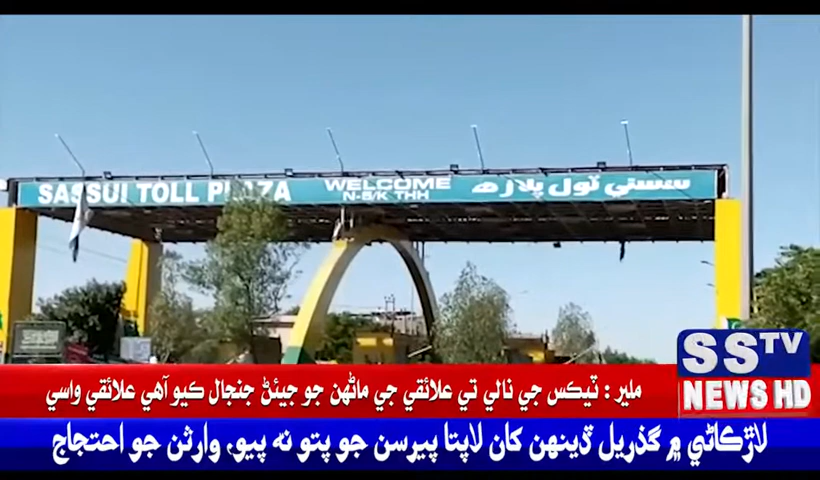 SASSUI TOLL PLAZA
WELCOME
N-5/K THH
سسئي ٽول پلازه
SS TV
NEWS HD
ملير : ٽيڪس جي نالي تي علائقي جي ماڻهن جو جيئڻ جنجال ڪيو آهي علائقي واسي
لاڙڪاڻي ۾ گذريل ڏينهن کان لاپتا پيرسن جو پتو نه پيو، وارثن جو احتجاج